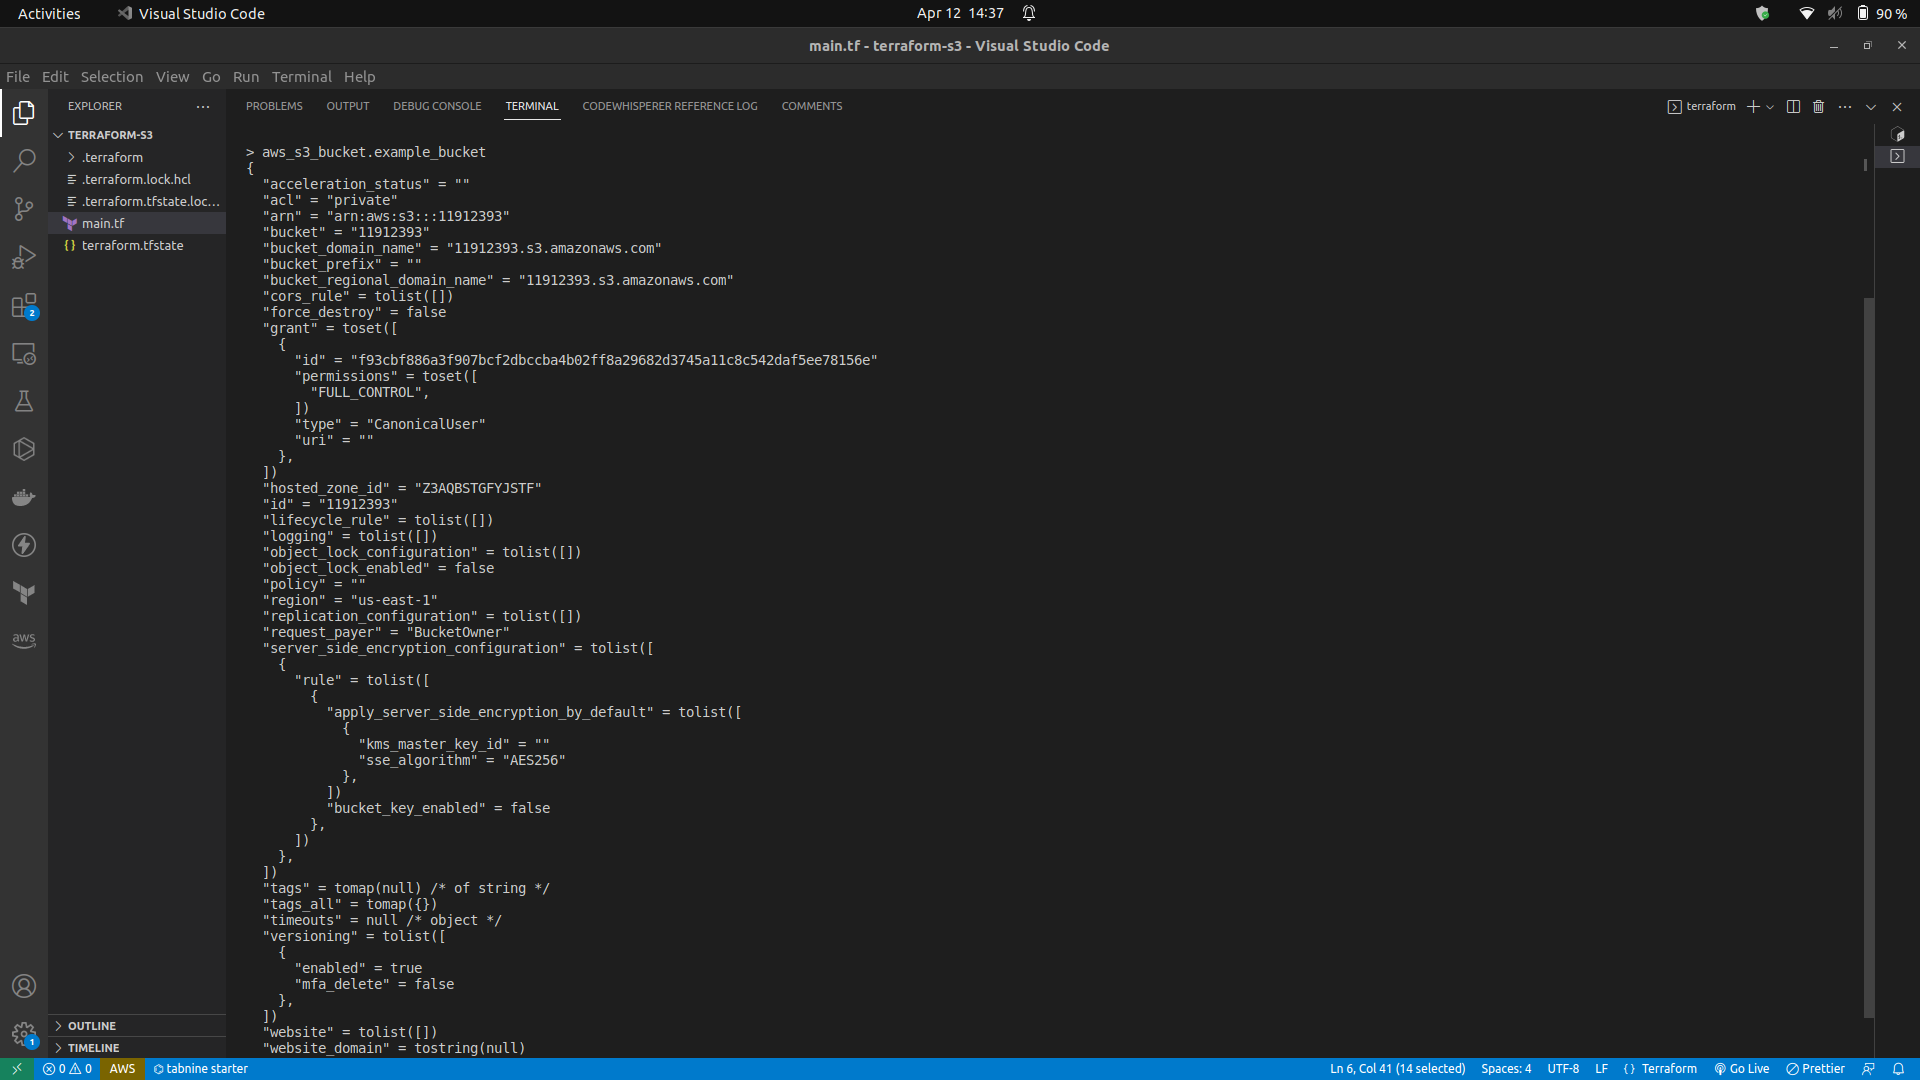 Activities
Visual Studio Code
Apr 12 14:37
90 %
main.tf - terraform-s3 - Visual Studio Code
File Edit Selection View Go Run Terminal Help
EXPLORER
PROBLEMS OUTPUT DEBUG CONSOLE TERMINAL CODEWHISPERER REFERENCE LOG COMMENTS
terraform
TERRAFORM-S3
.terraform
.terraform.lock.hcl
.terraform.tfstate.loc...
main.tf
{} terraform.tfstate
2
aws
> aws_s3_bucket.example_bucket
{
"acceleration_status" = ""
"acl" = "private"
"arn" = "arn:aws:s3:::11912393"
"bucket" = "11912393"
"bucket_domain_name" = "11912393.s3.amazonaws.com"
"bucket_prefix" = ""
"bucket_regional_domain_name" = "11912393.s3.amazonaws.com"
"cors_rule" = tolist([])
"force_destroy" = false
"grant" = toset([
{
"id" = "f93cbf886a3f907bcf2dbccba4b02ff8a29682d3745a11c8c542daf5ee78156e"
"permissions" = toset([
"FULL_CONTROL",
])
"type" = "CanonicalUser"
"uri" = ""
},
])
"hosted_zone_id" = "Z3AQBSTGFYJSTF"
"id" = "11912393"
"lifecycle_rule" = tolist([])
"logging" = tolist([])
"object_lock_configuration" = tolist([])
"object_lock_enabled" = false
"policy" = ""
"region" = "us-east-1"
"replication_configuration" = tolist([])
"request_payer" = "BucketOwner"
"server_side_encryption_configuration" = tolist([
{
"rule" = tolist([
{
"apply_server_side_encryption_by_default" = tolist([
{
"kms_master_key_id" = ""
"sse_algorithm" = "AES256"
},
])
"bucket_key_enabled" = false
},
])
},
])
"tags" = tomap(null) /* of string */
"tags_all" = tomap({})
"timeouts" = null /* object */
"versioning" = tolist([
{
"enabled" = true
"mfa_delete" = false
},
])
"website" = tolist([])
"website_domain" = tostring(null)
OUTLINE
1
TIMELINE
0 0 AWS tabnine starter
Ln 6, Col 41 (14 selected) Spaces: 4 UTF-8 LF {} Terraform Go Live Prettier